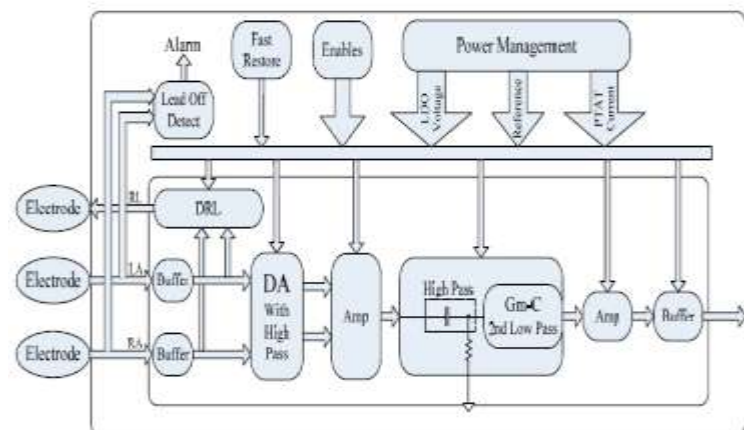 Alarm
Fast
Restore
Enables
Power Managerment
Lead Off
Detect
LDO
Voltage
Reference
PTAT
Current
Electrode
RL
DRL
Electrode
LA
Buffer
DA
With
High
Pass
Amp
High Pass
Gm-C
2nd Low Pass
Amp
Buffer
Electrode
RA
Buffer